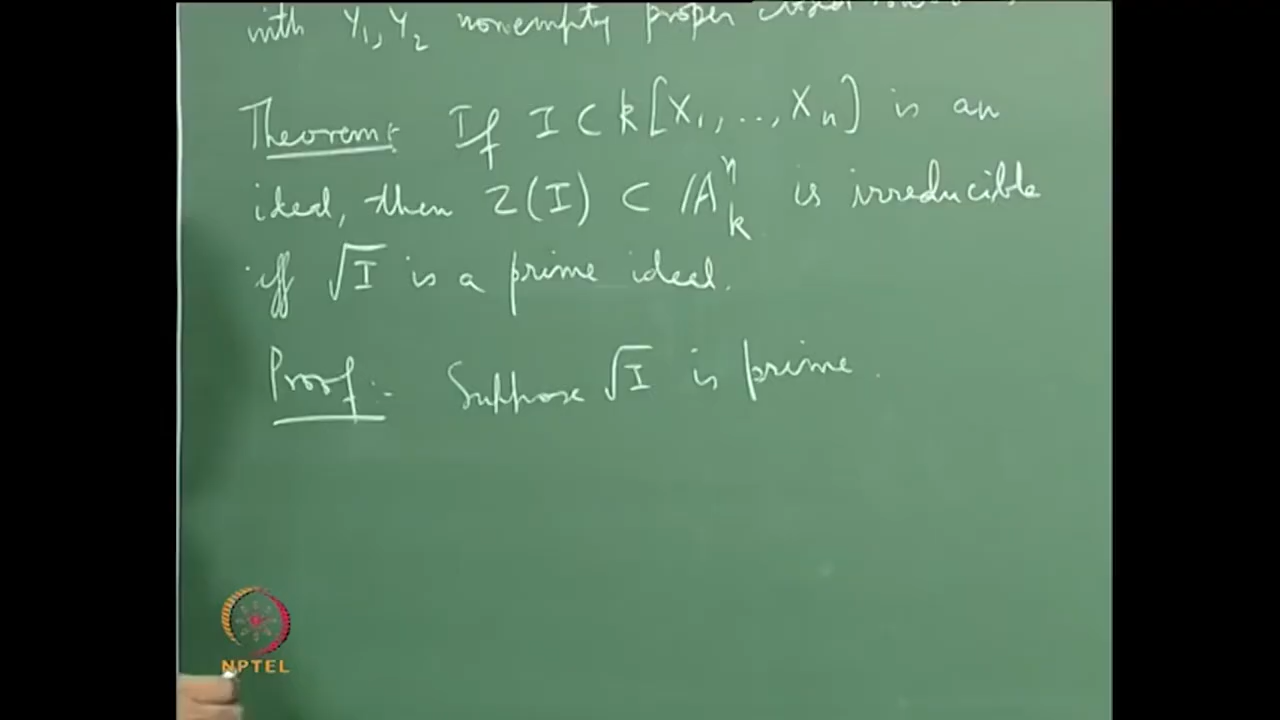 with Y₁, Y₂ nonempty proper
Theorem: If I ⊂ k[X₁, .., Xₙ] is an
ideal, then Z(I) ⊂ 𝔸ⁿₖ is irreducible
iff √I is a prime ideal.
Proof:- Suppose √I is prime.
NPTEL